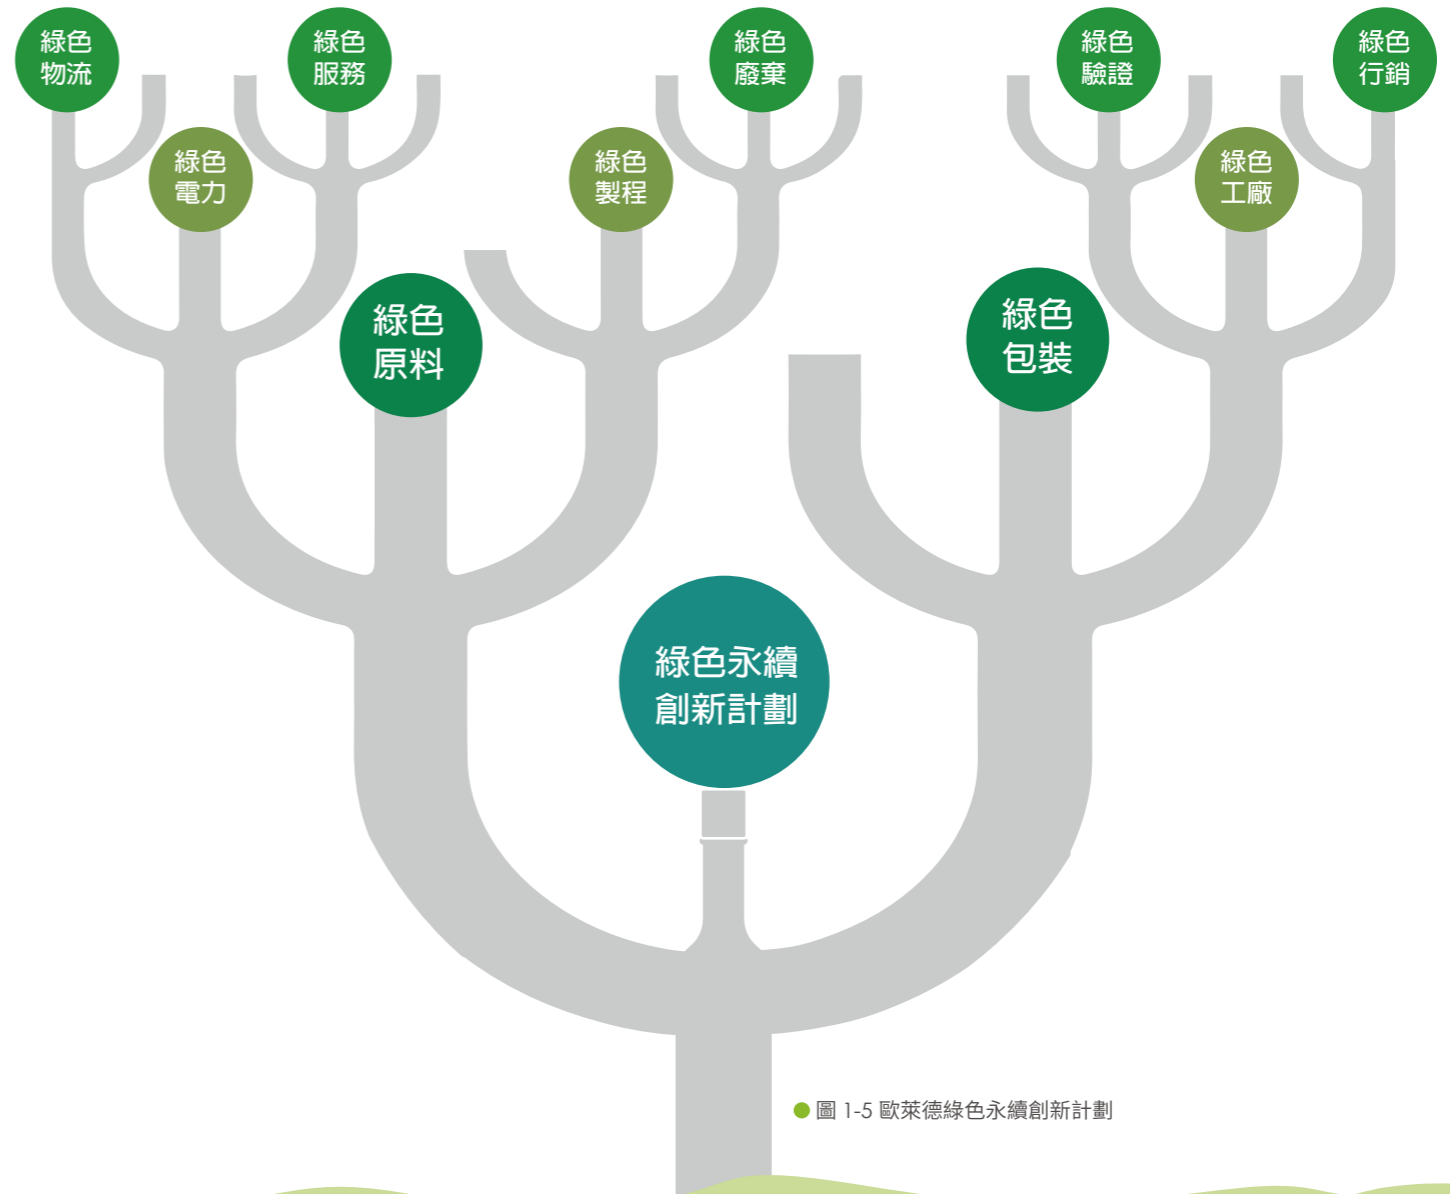 綠色
物流
綠色
服務
綠色
廢棄
綠色
驗證
綠色
行銷
綠色
電力
綠色
製程
綠色
工廠
綠色
原料
綠色
包裝
綠色永續
創新計劃
圖 1-5 歐萊德綠色永續創新計劃